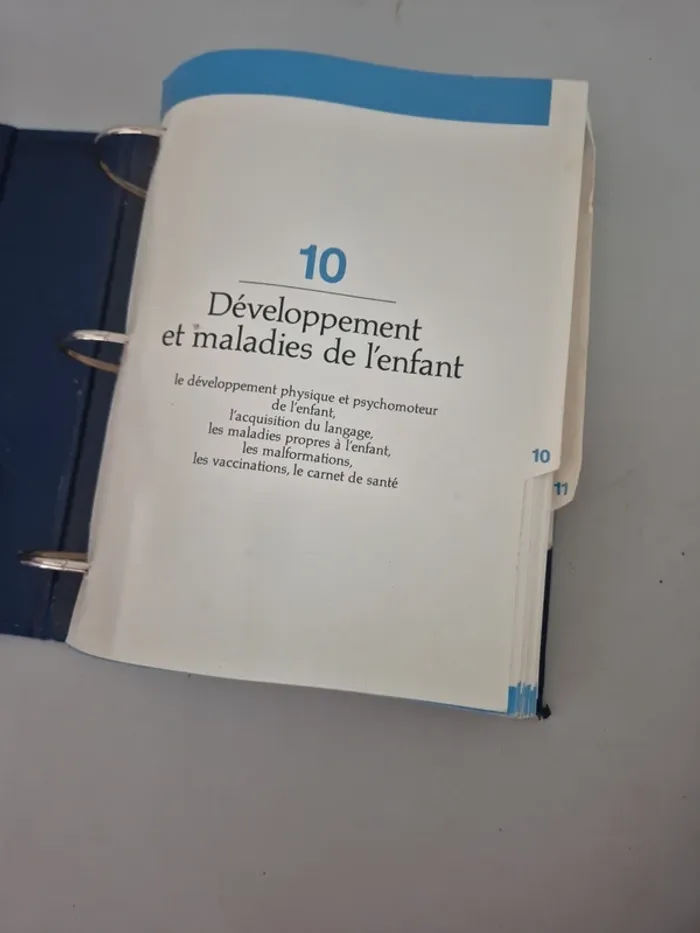 10
Développement
et maladies de l'enfant
le développement physique et psychomoteur
de l'enfant,
l'acquisition du langage,
les maladies propres à l'enfant,
les malformations,
les vaccinations, le carnet de santé
10
11